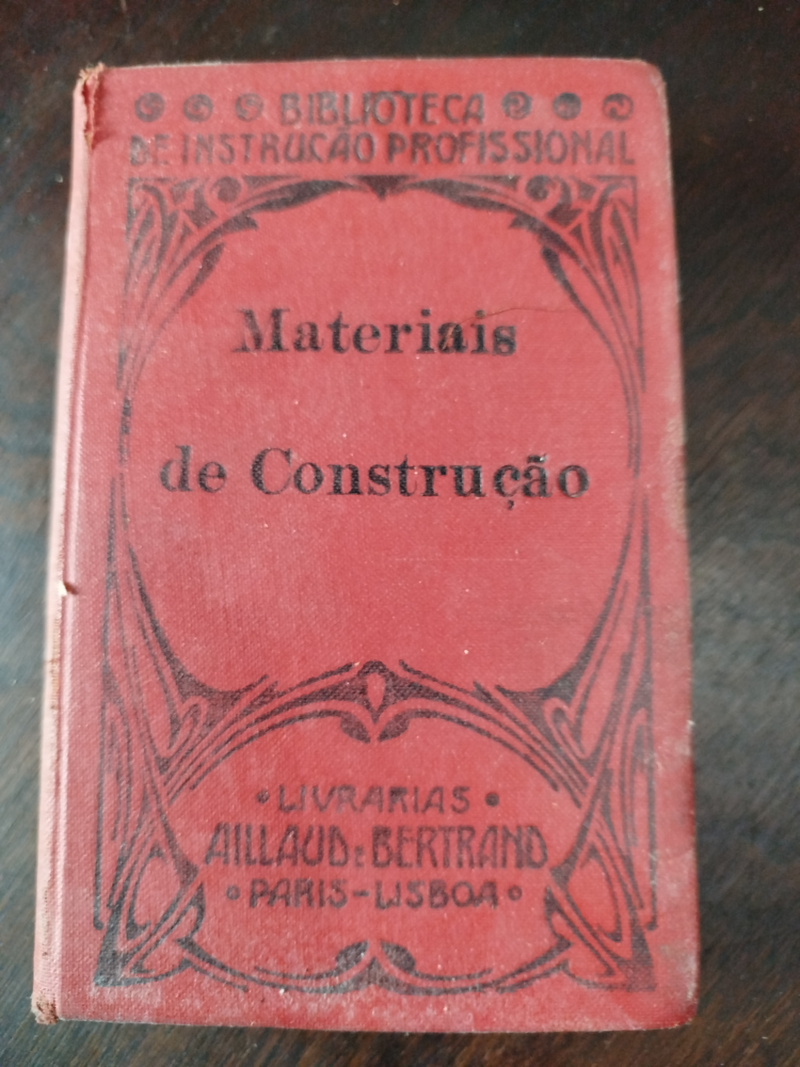 BIBLIOTECA
DE INSTRUCÃO PROFISSIONAL
Materiais
de Construção
• LIVRARIAS •
AILLAUD E BERTRAND
• PARIS-LISBOA •